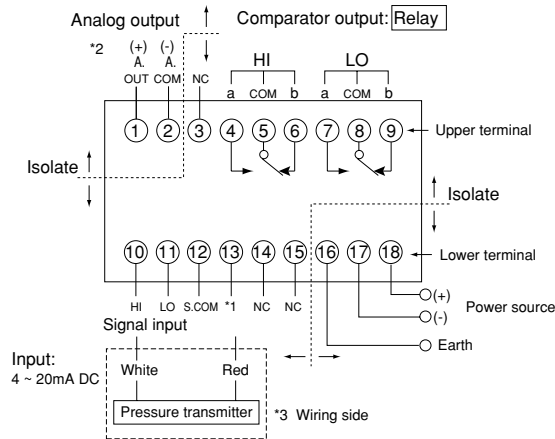 Analog output
Comparator output: Relay
*2
(+) (-)
A. A.
OUT COM NC
HI
LO
a COM b
a COM b
1 2 3 4 5 6 7 8 9
Upper terminal
Isolate
Isolate
10 11 12 13 14 15 16 17 18
Lower terminal
HI LO S.COM *1 NC NC
(+)
Power source
(-)
Signal input
Earth
Input:
4 ~ 20mA DC
White Red
Pressure transmitter
*3 Wiring side